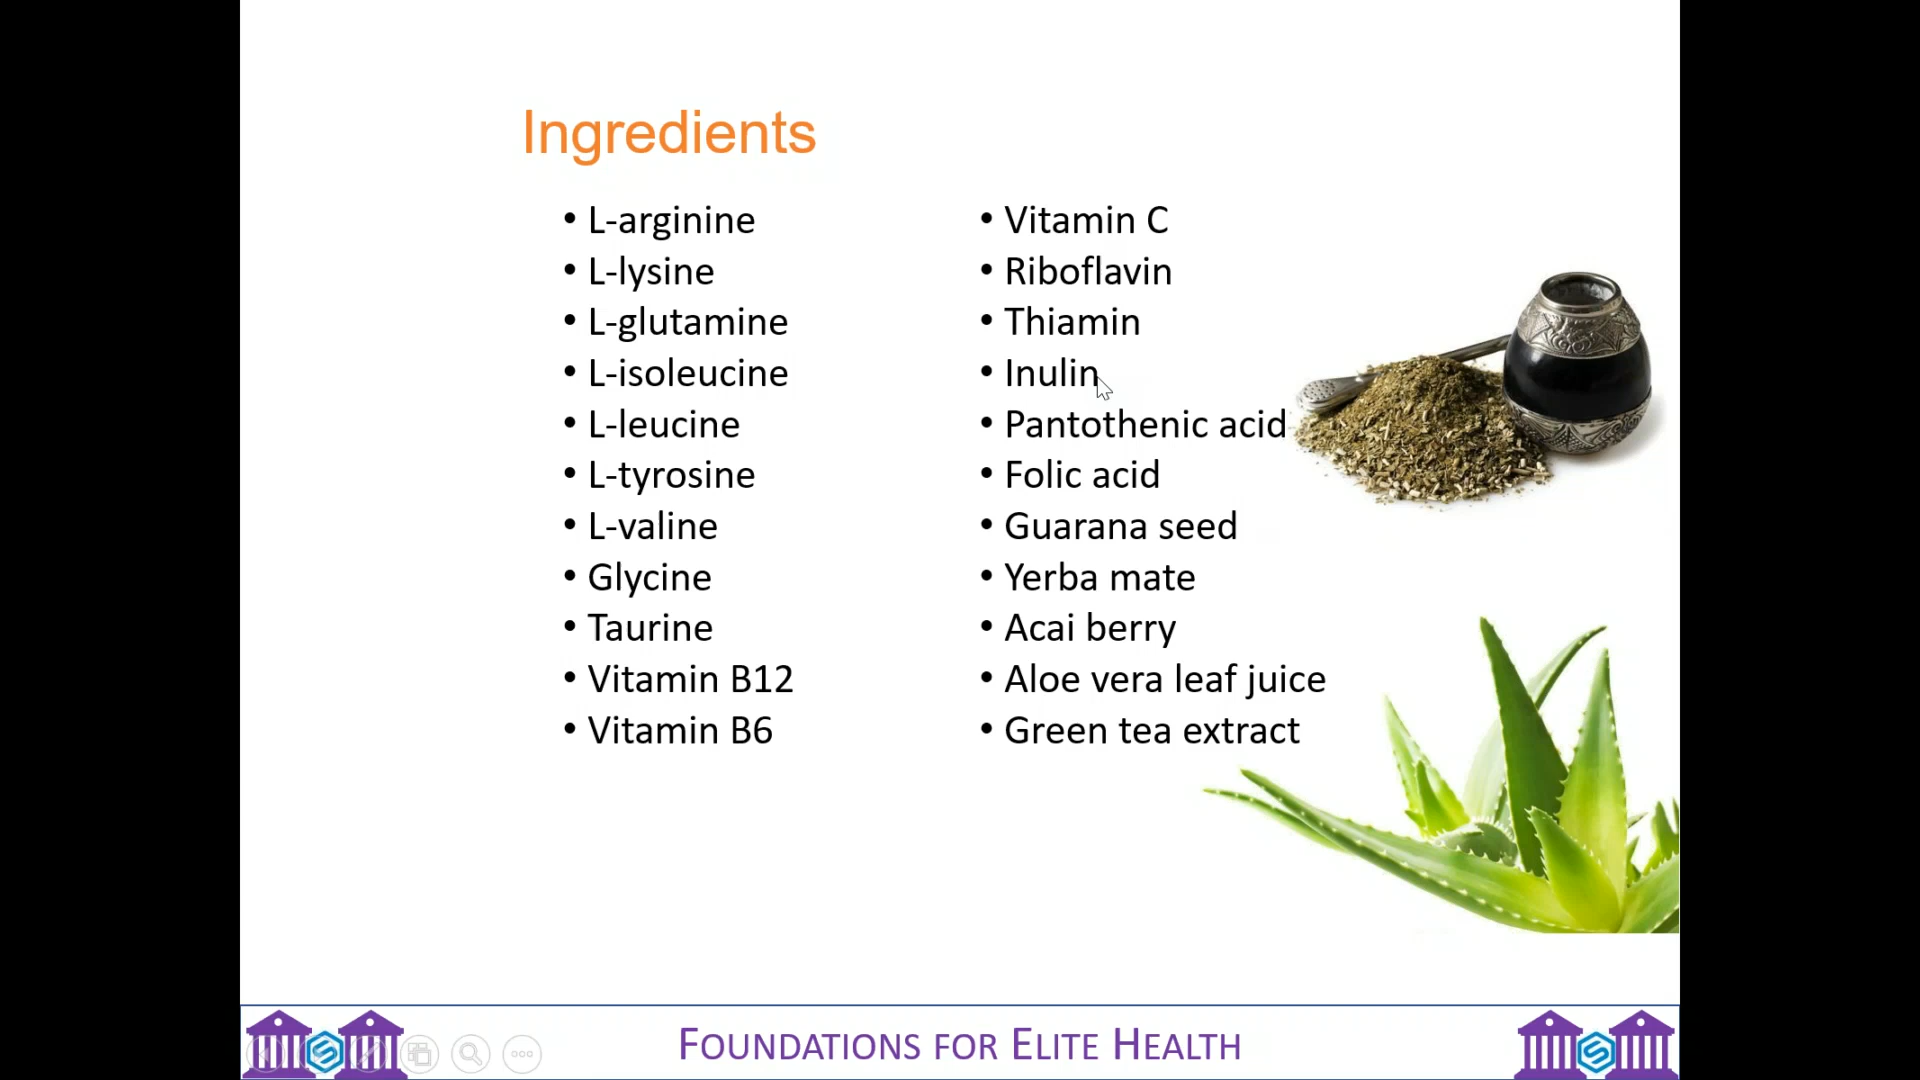 Ingredients
• L-arginine
• L-lysine
• L-glutamine
• L-isoleucine
• L-leucine
• L-tyrosine
• L-valine
• Glycine
• Taurine
• Vitamin B12
• Vitamin B6
• Vitamin C
• Riboflavin
• Thiamin
• Inulin
• Pantothenic acid
• Folic acid
• Guarana seed
• Yerba mate
• Acai berry
• Aloe vera leaf juice
• Green tea extract
FOUNDATIONS FOR ELITE HEALTH